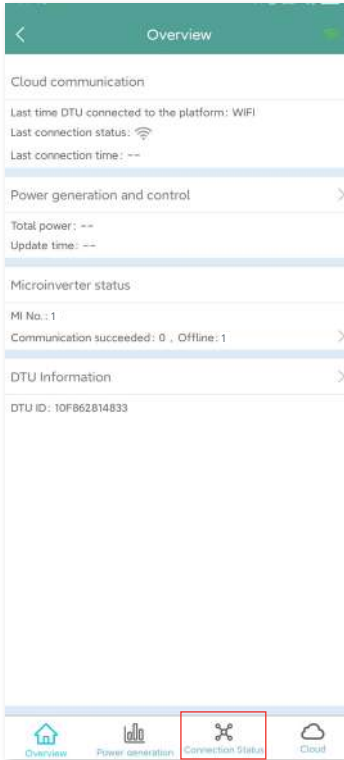 Overview
Cloud communication
Last time DTU connected to the platform: WIFI
Last connection status:
Last connection time: --
Power generation and control
Total power: --
Update time: --
Microinverter status
MI No.: 1
Communication succeeded: 0 , Offline: 1
DTU Information
DTU ID: 10F862814833
Overview Power generation Connection Status Cloud